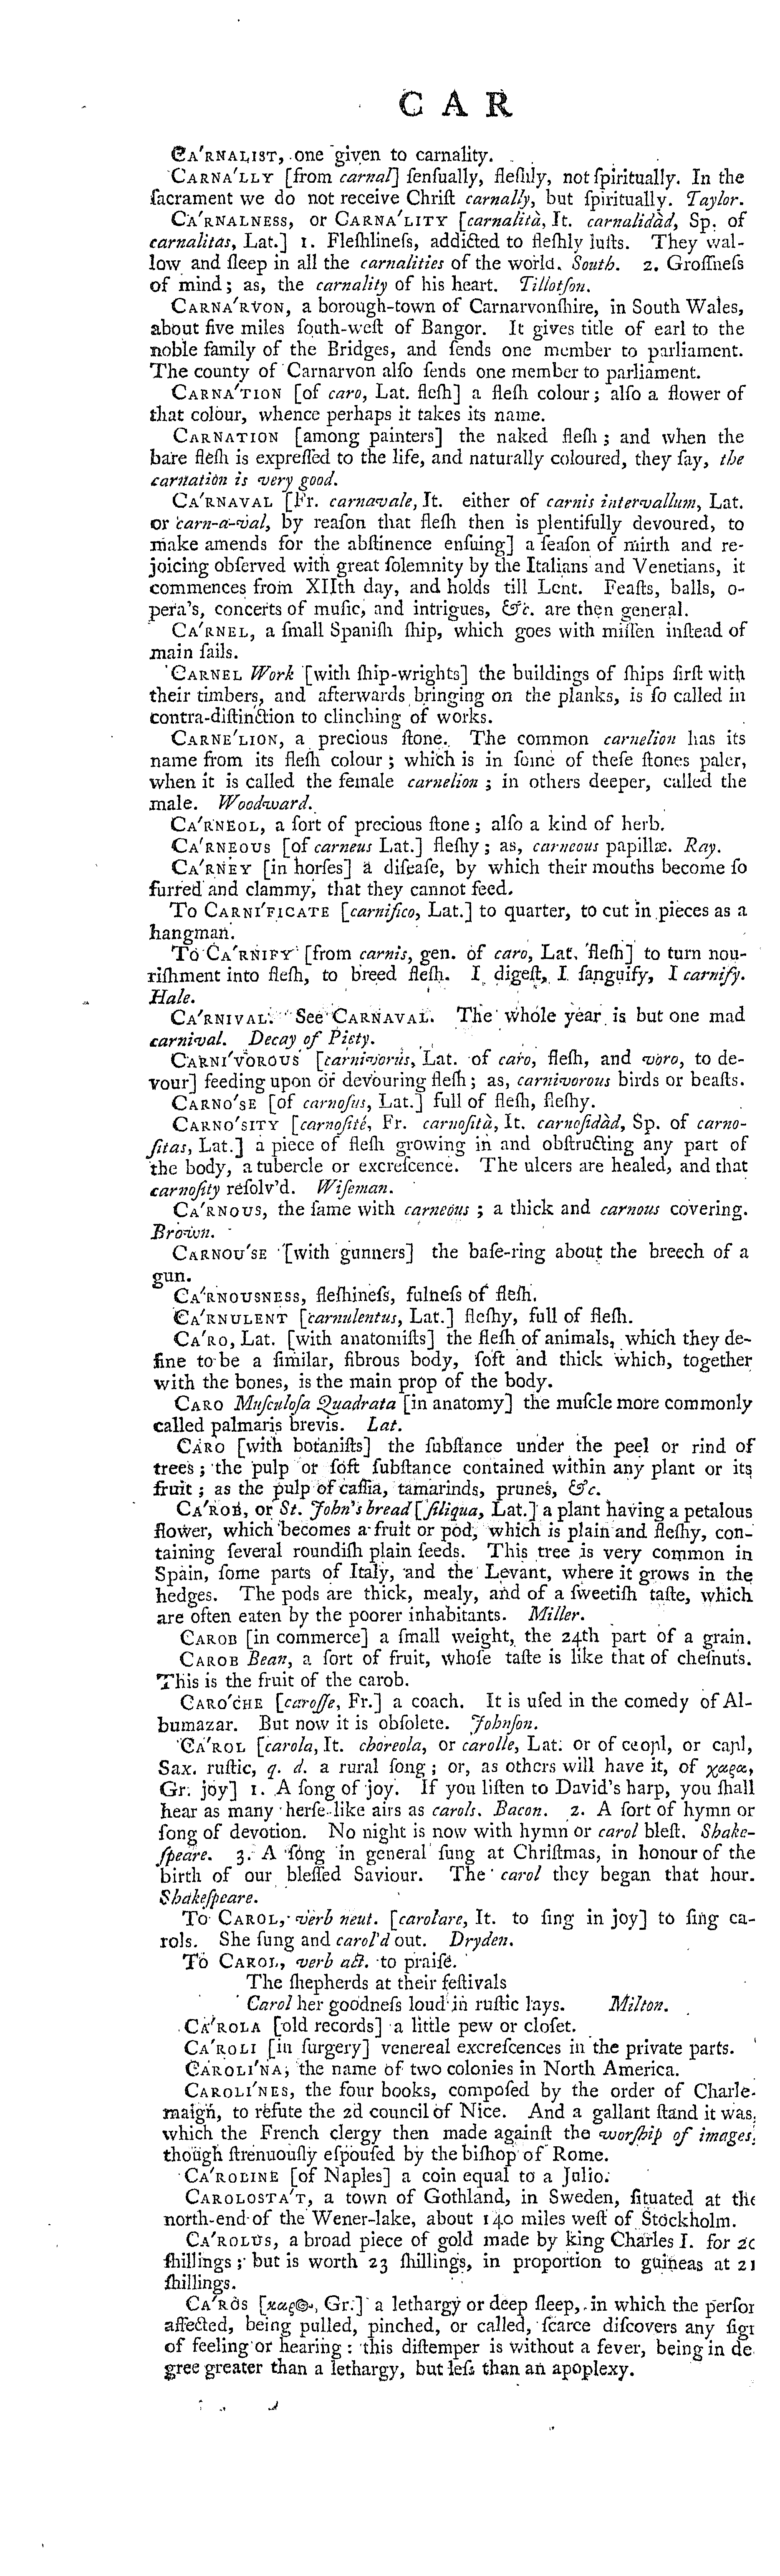 CAR
CA'RNALIST, one given to carnality.
CARNA'LLY [from carnal] ſenſually, fleſhly, not ſpiritually. In the
ſacrament we do not receive Chriſt carnally, but ſpiritually. Taylor.
CA'RNALNESS, or CARNA'LITY [carnalità, It. carnalidàd, Sp. of
carnalitas, Lat.] 1. Fleſhlineſs, addicted to fleſhly luſts. They wal-
low and ſleep in all the carnalities of the world. South. 2. Groſſneſs
of mind; as, the carnality of his heart. Tillotſon.
CARNA'RVON, a borough-town of Carnarvonſhire, in South Wales,
about five miles ſouth-weſt of Bangor. It gives title of earl to the
noble family of the Bridges, and ſends one member to parliament.
The county of Carnarvon alſo ſends one member to parliament.
CARNA'TION [of caro, Lat. fleſh] a fleſh colour; alſo a flower of
that colour, whence perhaps it takes its name.
CARNATION [among painters] the naked fleſh; and when the
bare fleſh is expreſſed to the life, and naturally coloured, they ſay, the
carnation is very good.
CA'RNAVAL [Fr. carnavale, It. either of carnis intervallum, Lat.
or carn-a-val, by reaſon that fleſh then is plentifully devoured, to
make amends for the abſtinence enſuing] a ſeaſon of mirth and re-
joicing obſerved with great ſolemnity by the Italians and Venetians, it
commences from XIIth day, and holds till Lent. Feaſts, balls, o-
pera's, concerts of muſic, and intrigues, &c. are then general.
CA'RNEL, a ſmall Spaniſh ſhip, which goes with miſſen inſtead of
main ſails.
CARNEL Work [with ſhip-wrights] the buildings of ſhips firſt with
their timbers, and afterwards bringing on the planks, is ſo called in
contra-diſtinction to clinching of works.
CARNE'LION, a precious ſtone. The common carnelion has its
name from its fleſh colour; which is in ſome of theſe ſtones paler,
when it is called the female carnelion; in others deeper, called the
male. Woodward.
CA'RNEOL, a ſort of precious ſtone; alſo a kind of herb.
CA'RNEOUS [of carneus Lat.] fleſhy; as, carneous papillæ. Ray.
CA'RNEY [in horſes] a diſeaſe, by which their mouths become ſo
furred and clammy, that they cannot feed.
To CARNI'FICATE [carnifico, Lat.] to quarter, to cut in pieces as a
hangman.
To CA'RNIFY [from carnis, gen. of caro, Lat. fleſh] to turn nou-
riſhment into fleſh, to breed fleſh. I digeſt, I ſanguify, I carnify.
Hale.
CA'RNIVAL. See CARNAVAL. The whole year is but one mad
carnival. Decay of Piety.
CARNI'VOROUS [carnivorus, Lat. of caro, fleſh, and voro, to de-
vour] feeding upon or devouring fleſh; as, carnivorous birds or beaſts.
CARNO'SE [of carnoſus, Lat.] full of fleſh, fleſhy.
CARNO'SITY [carnoſité, Fr. carnoſità, It. carnoſidàd, Sp. of carno-
ſitas, Lat.] a piece of fleſh growing in and obſtructing any part of
the body, a tubercle or excreſcence. The ulcers are healed, and that
carnoſity reſolv'd. Wiſeman.
CA'RNOUS, the ſame with carneous; a thick and carnous covering.
Brown.
CARNOU'SE [with gunners] the baſe-ring about the breech of a
gun.
CA'RNOUSNESS, fleſhineſs, fulneſs of fleſh.
CA'RNULENT [carnulentus, Lat.] fleſhy, full of fleſh.
CA'RO, Lat. [with anatomiſts] the fleſh of animals, which they de-
fine to be a ſimilar, fibrous body, ſoft and thick which, together
with the bones, is the main prop of the body.
CARO Muſculoſa Quadrata [in anatomy] the muſcle more commonly
called palmaris brevis. Lat.
CARO [with botaniſts] the ſubſtance under the peel or rind of
trees; the pulp or ſoft ſubſtance contained within any plant or its
fruit; as the pulp of caſſia, tamarinds, prunes, &c.
CA'ROB, or St. John's bread [ſiliqua, Lat.] a plant having a petalous
flower, which becomes a fruit or pod, which is plain and fleſhy, con-
taining ſeveral roundiſh plain ſeeds. This tree is very common in
Spain, ſome parts of Italy, and the Levant, where it grows in the
hedges. The pods are thick, mealy, and of a ſweetiſh taſte, which
are often eaten by the poorer inhabitants. Miller.
CAROB [in commerce] a ſmall weight, the 24th part of a grain.
CAROB Bean, a ſort of fruit, whoſe taſte is like that of cheſnuts.
This is the fruit of the carob.
CARO'CHE [caroſſe, Fr.] a coach. It is uſed in the comedy of Al-
bumazar. But now it is obſolete. Johnſon.
CA'ROL [carola, It. choreola, or carolle, Lat. or of ceoꞃl, or caꞃl,
Sax. ruſtic, q. d. a rural ſong; or, as others will have it, of χαρα,
Gr. joy] 1. A ſong of joy. If you liſten to David's harp, you ſhall
hear as many herſe-like airs as carols. Bacon. 2. A ſort of hymn or
ſong of devotion. No night is now with hymn or carol bleſt. Shake-
ſpeare. 3. A ſong in general ſung at Chriſtmas, in honour of the
birth of our bleſſed Saviour. The carol they began that hour.
Shakeſpeare.
To CAROL, verb neut. [carolare, It. to ſing in joy] to ſing ca-
rols. She ſung and carol'd out. Dryden.
To CAROL, verb act. to praiſe.
The ſhepherds at their feſtivals
Carol her goodneſs loud in ruſtic lays. Milton.
CA'ROLA [old records] a little pew or cloſet.
CA'ROLI [in ſurgery] venereal excreſcences in the private parts.
CAROLI'NA, the name of two colonies in North America.
CAROLI'NES, the four books, compoſed by the order of Charle-
maign, to refute the 2d council of Nice. And a gallant ſtand it was,
which the French clergy then made againſt the worſhip of images,
though ſtrenuouſly eſpouſed by the biſhop of Rome.
CA'ROLINE [of Naples] a coin equal to a Julio.
CAROLOSTA'T, a town of Gothland, in Sweden, ſituated at the
north-end of the Wener-lake, about 140 miles weſt of Stockholm.
CA'ROLUS, a broad piece of gold made by king Charles I. for 20
ſhillings; but is worth 23 ſhillings, in proportion to guineas at 21
ſhillings.
CA'ROS [καρος, Gr.] a lethargy or deep ſleep, in which the perſon
affected, being pulled, pinched, or called, ſcarce diſcovers any ſign
of feeling or hearing: this diſtemper is without a fever, being in de-
gree greater than a lethargy, but leſs than an apoplexy.